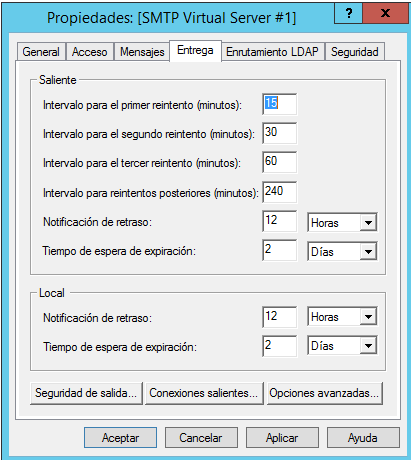 Propiedades: [SMTP Virtual Server #1]
? x
General Acceso Mensajes Entrega Enrutamiento LDAP Seguridad
Saliente
Intervalo para el primer reintento (minutos): 15
Intervalo para el segundo reintento (minutos): 30
Intervalo para el tercer reintento (minutos): 60
Intervalo para reintentos posteriores (minutos): 240
Notificación de retraso: 12 Horas
Tiempo de espera de expiración: 2 Días
Local
Notificación de retraso: 12 Horas
Tiempo de espera de expiración: 2 Días
Seguridad de salida... Conexiones salientes... Opciones avanzadas...
Aceptar Cancelar Aplicar Ayuda